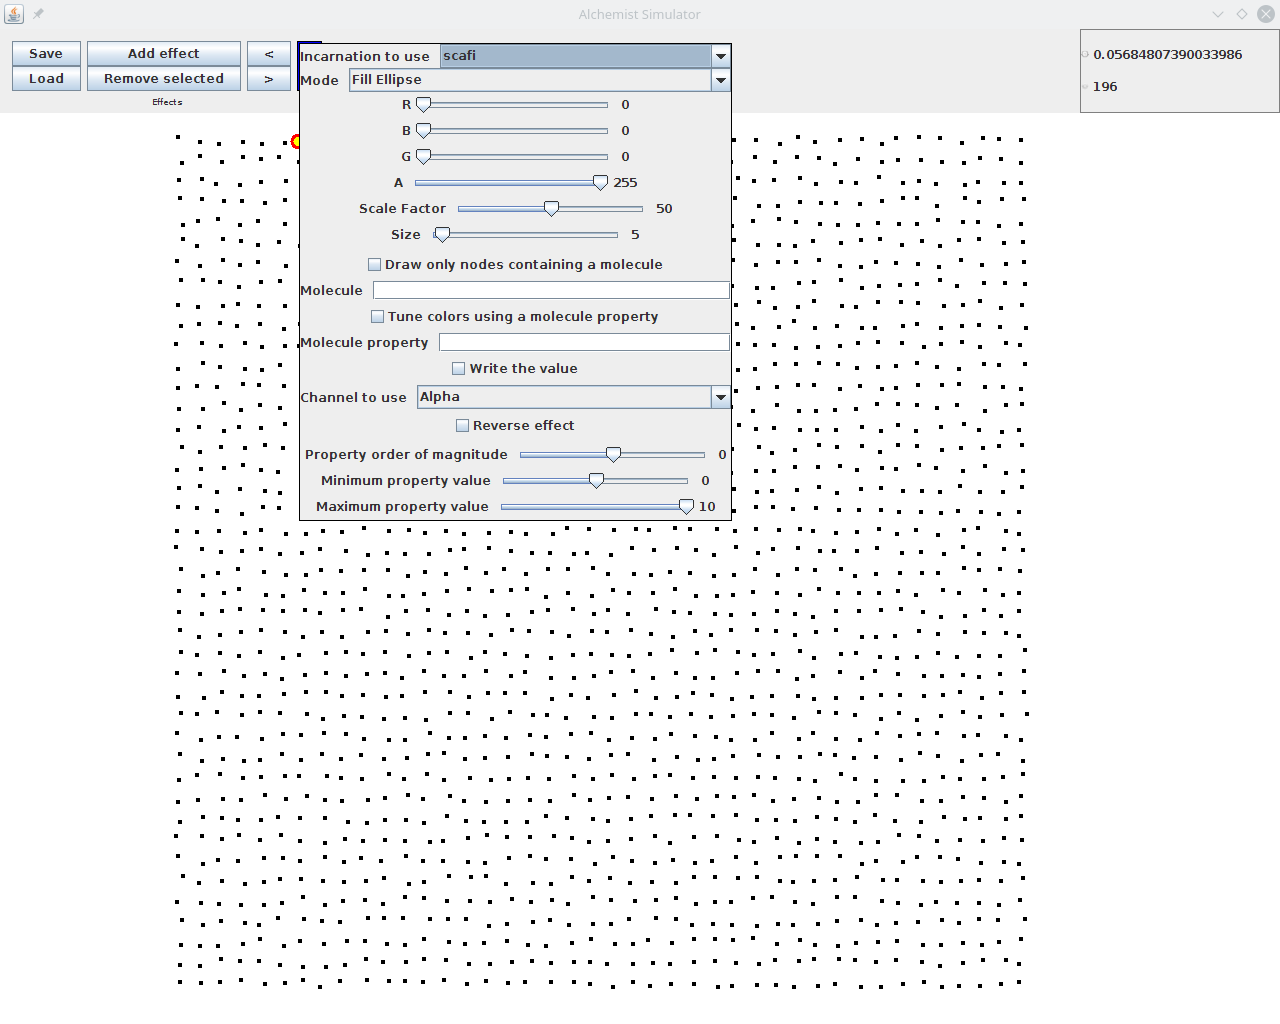 Alchemist Simulator
Save Add effect <
Load Remove selected >
Effects
0.05684807390033986
196
Incarnation to use scafi
Mode Fill Ellipse
R 0
B 0
G 0
A 255
Scale Factor 50
Size 5
Draw only nodes containing a molecule
Molecule
Tune colors using a molecule property
Molecule property
Write the value
Channel to use Alpha
Reverse effect
Property order of magnitude 0
Minimum property value 0
Maximum property value 10